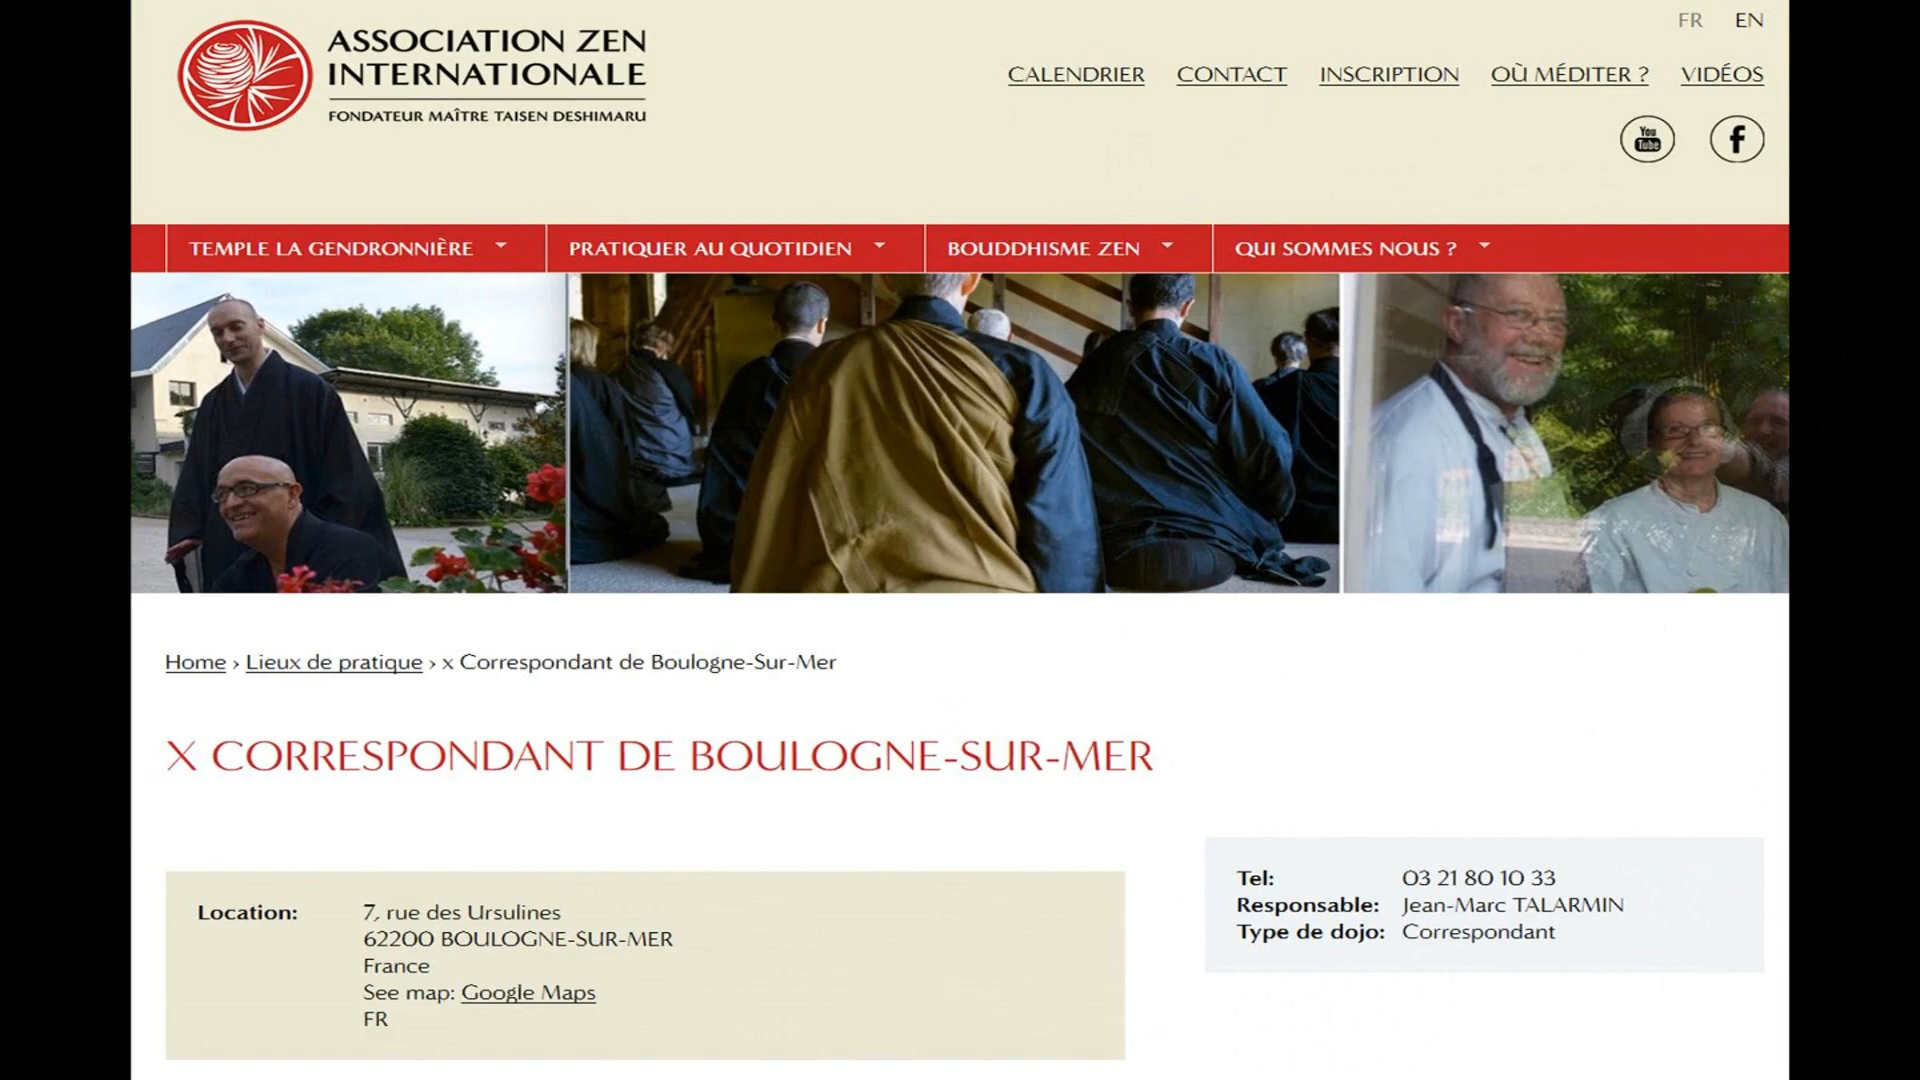 ASSOCIATION ZEN
INTERNATIONALE
FONDATEUR MAÎTRE TAISEN DESHIMARU
FR EN
CALENDRIER CONTACT INSCRIPTION OÙ MÉDITER ? VIDÉOS
You
Tube
f
TEMPLE LA GENDRONNIÈRE PRATIQUER AU QUOTIDIEN BOUDDHISME ZEN QUI SOMMES NOUS ?
Home › Lieux de pratique › x Correspondant de Boulogne-Sur-Mer
X CORRESPONDANT DE BOULOGNE-SUR-MER
Location: 7, rue des Ursulines
62200 BOULOGNE-SUR-MER
France
See map: Google Maps
FR
Tel: 03 21 80 10 33
Responsable: Jean-Marc TALARMIN
Type de dojo: Correspondant